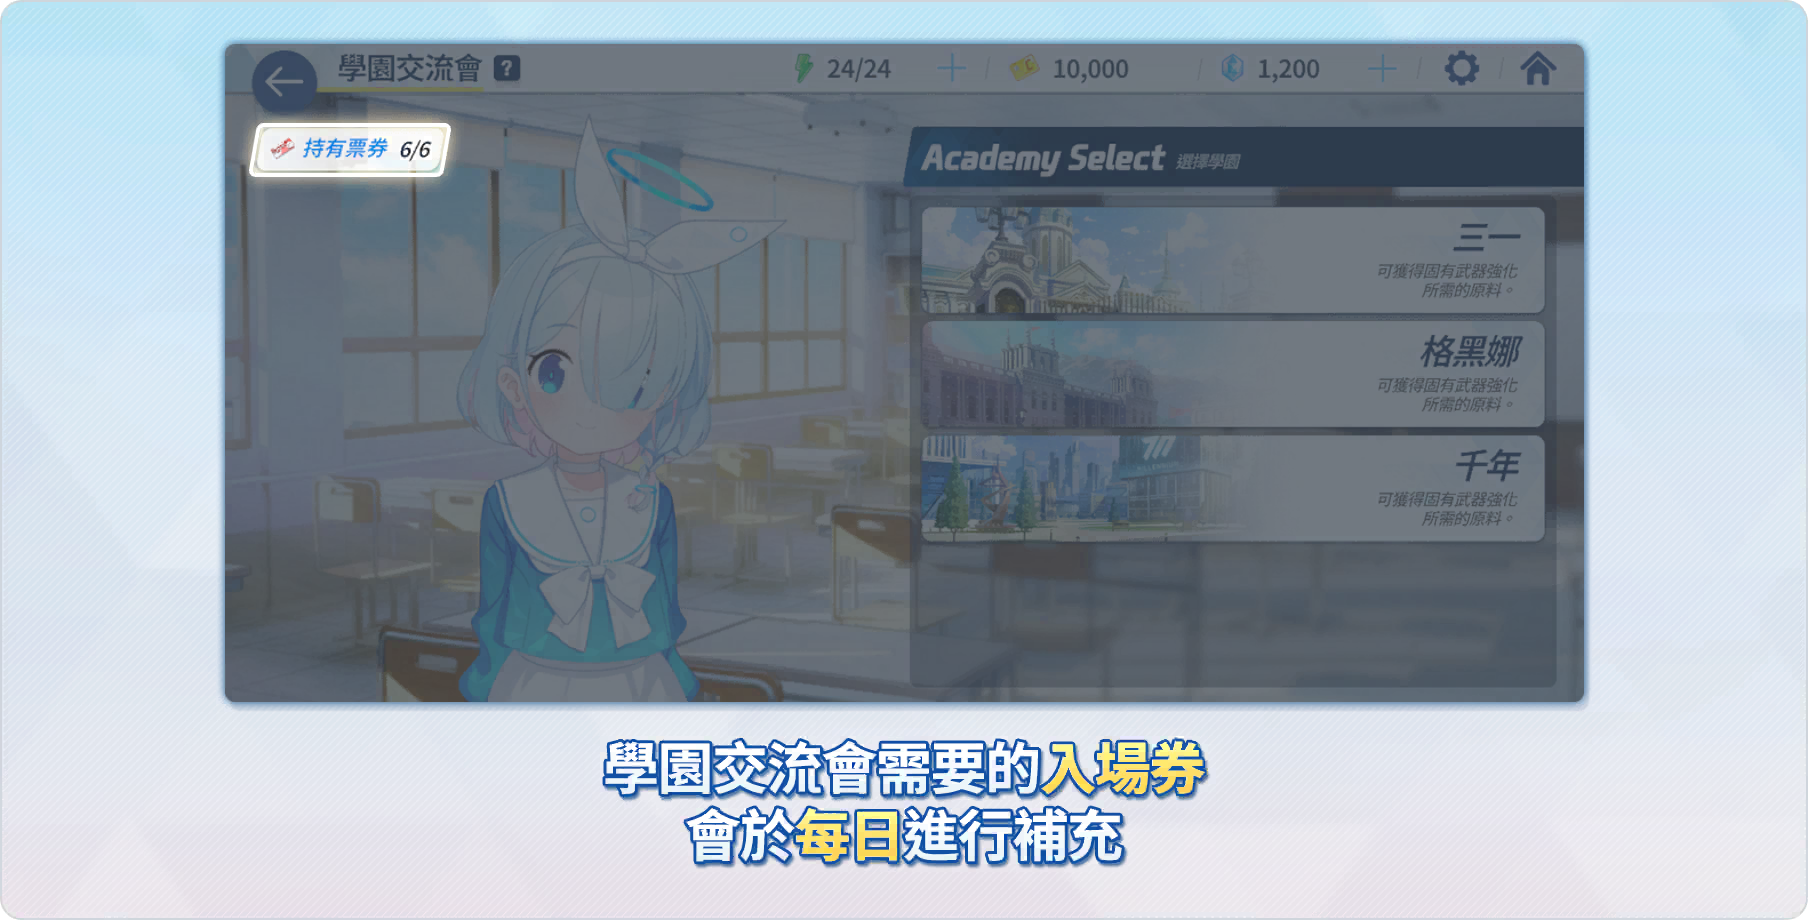 學園交流會 ?
24/24
10,000
1,200
持有票券 6/6
Academy Select 選擇學園
三一
可獲得固有武器強化
所需的原料。
格黑娜
可獲得固有武器強化
所需的原料。
千年
可獲得固有武器強化
所需的原料。
學園交流會需要的入場券
會於每日進行補充